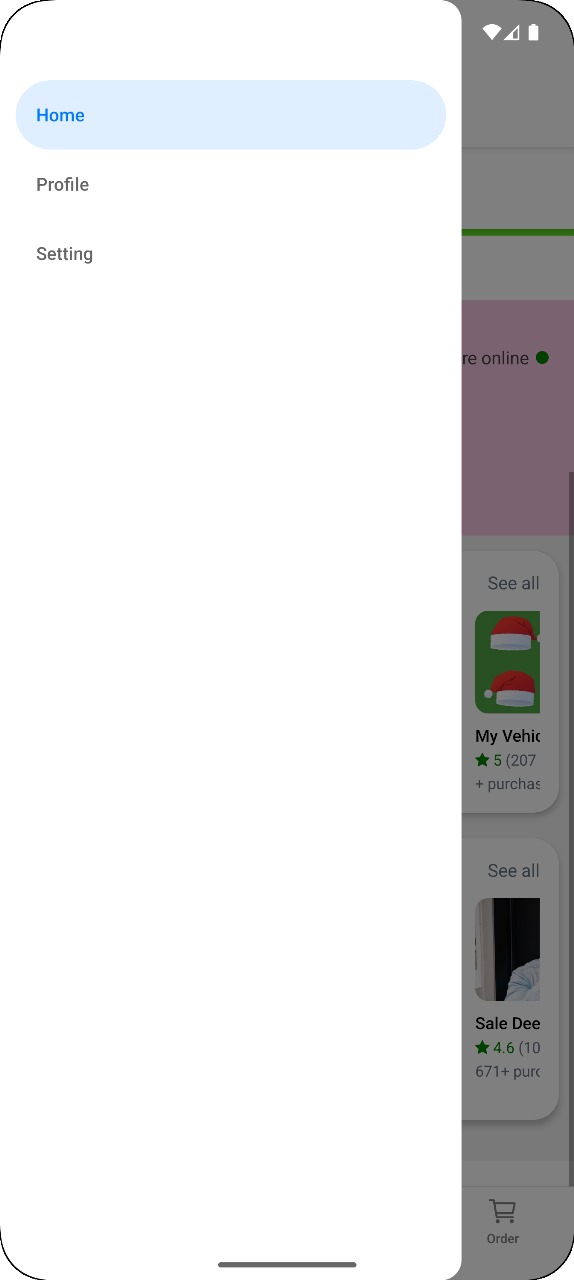 Home
Profile
Setting
re online
See all
My Vehic
5 (207
+ purchas
See all
Sale Dee
4.6 (10
671+ purc
Order